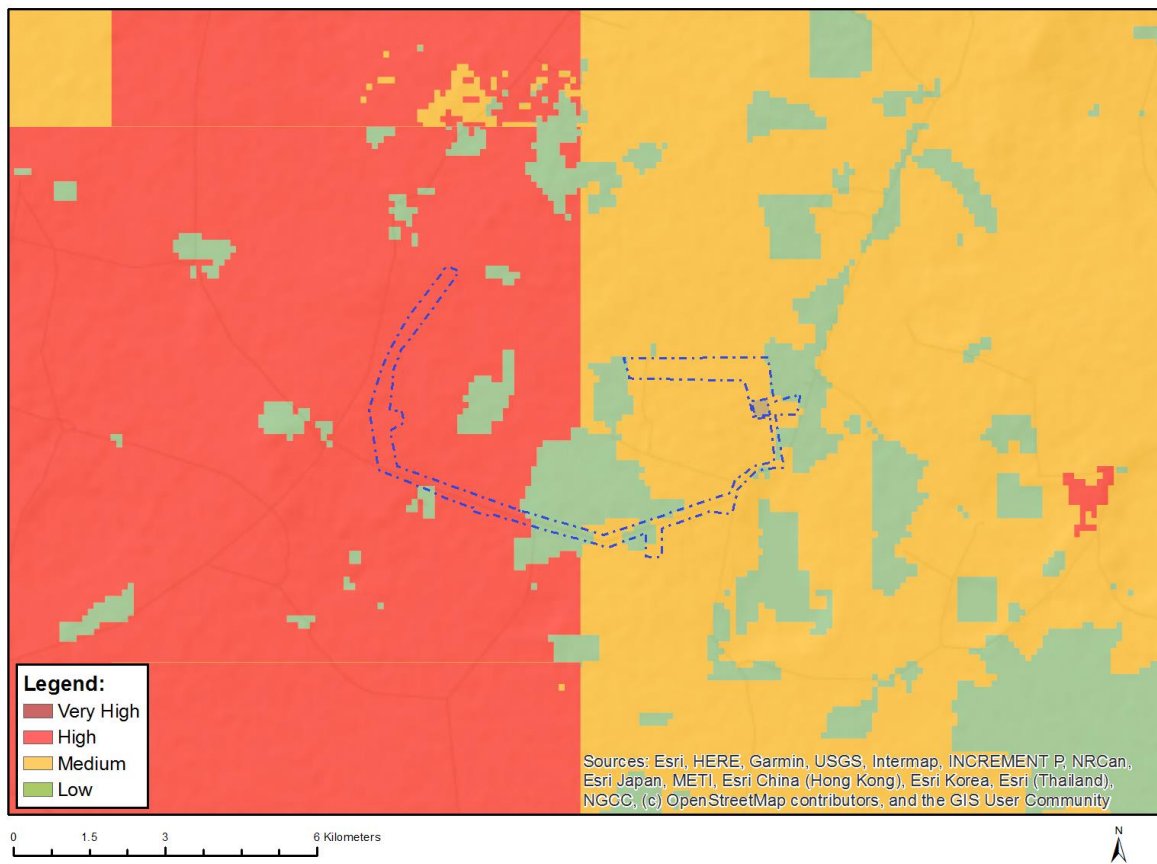 Legend:
Very High
High
Medium
Low
Sources: Esri, HERE, Garmin, USGS, Intermap, INCREMENT P, NRCan,
Esri Japan, METI, Esri China (Hong Kong), Esri Korea, Esri (Thailand),
NGCC, (c) OpenStreetMap contributors, and the GIS User Community
0 1.5 3 6 Kilometers
N